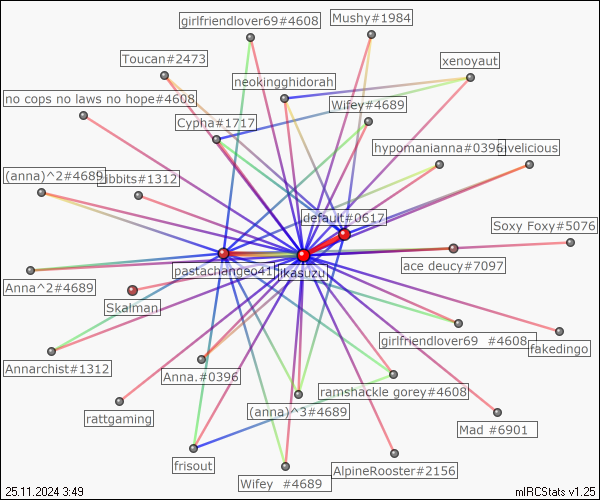 girlfriendlover69#4608
Mushy#1984
Toucan#2473
xenoyaut
neokingghidorah
no cops no laws no hope#4608
Wifey#4689
Cypha#1717
hypomanianna#0396
(anna)^2#4689
default#0617
Soxy Foxy#5076
pastachangeo41
ikasuzu
ace deucy#7097
Anna^2#4689
Skalman
girlfriendlover69 #4608
fakedingo
Annarchist#1312
Anna.#0396
ramshackle gorey#4608
rattgaming
(anna)^3#4689
Mad #6901
frisout
AlpineRooster#2156
Wifey #4689
25.11.2024 3:49
mIRCStats v1.25